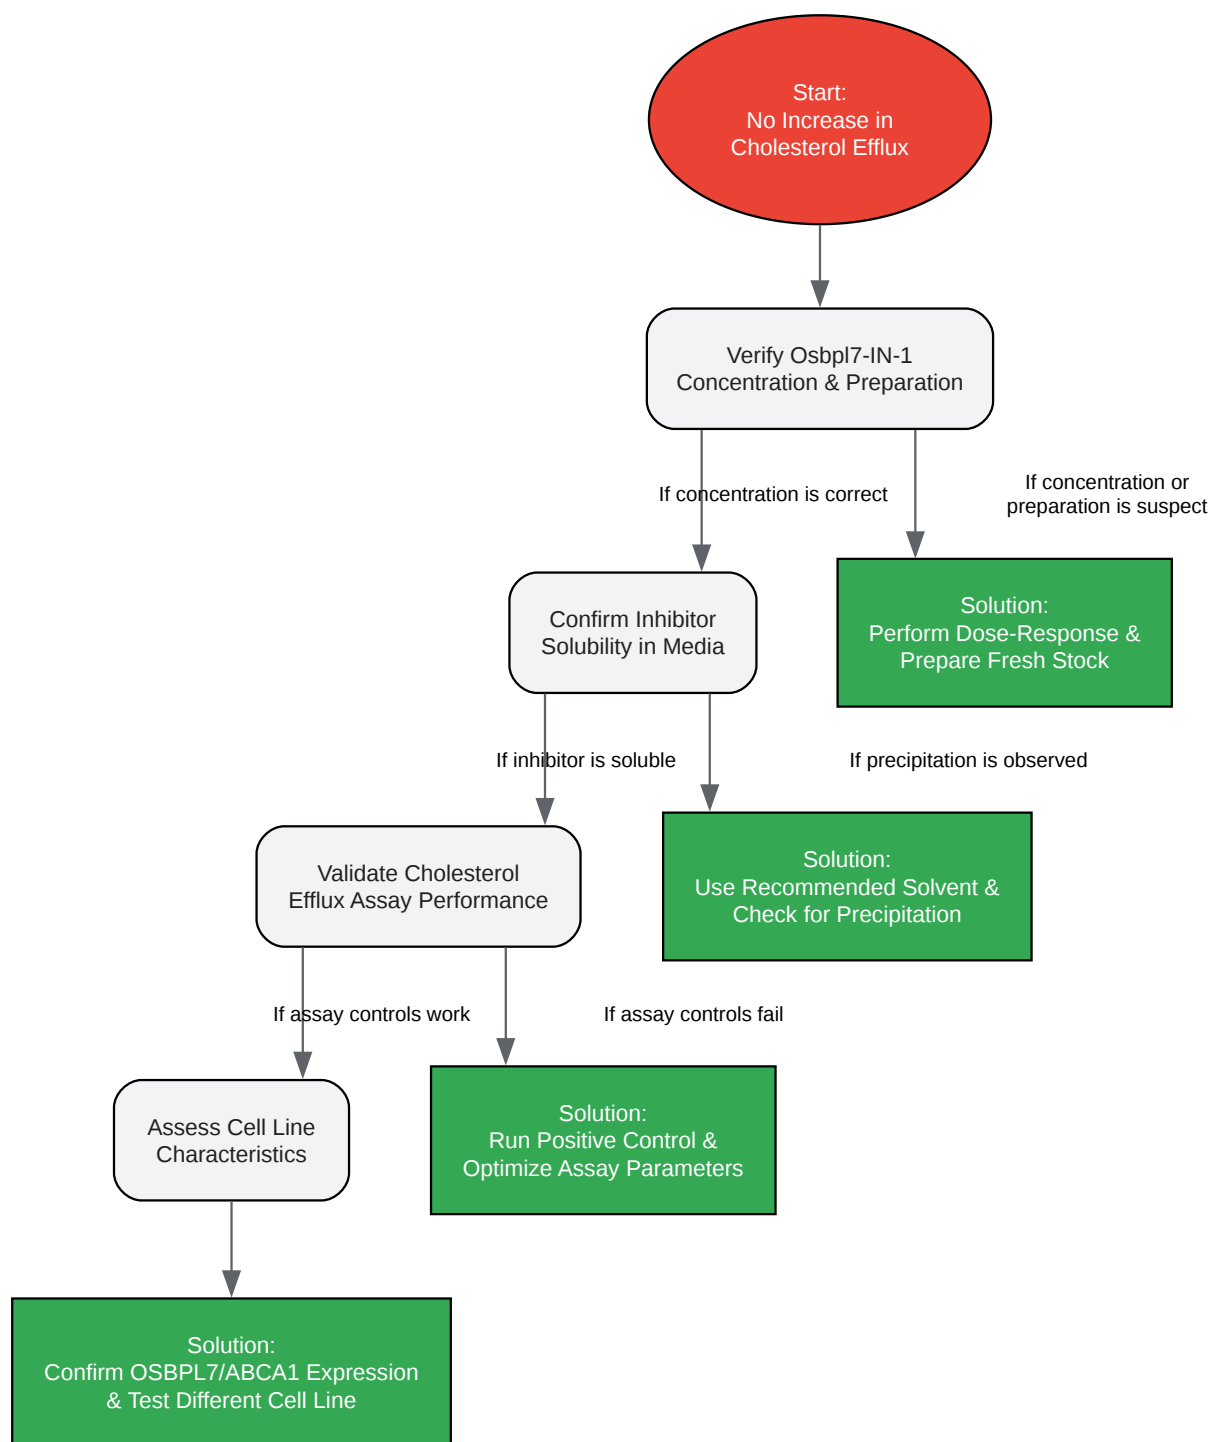 Start:
No Increase in
Cholesterol Efflux
Verify Osbpl7-IN-1
Concentration & Preparation
If concentration is correct
If concentration or
preparation is suspect
Confirm Inhibitor
Solubility in Media
Solution:
Perform Dose-Response &
Prepare Fresh Stock
If inhibitor is soluble
If precipitation is observed
Validate Cholesterol
Efflux Assay Performance
Solution:
Use Recommended Solvent &
Check for Precipitation
If assay controls work
If assay controls fail
Assess Cell Line
Characteristics
Solution:
Run Positive Control &
Optimize Assay Parameters
Solution:
Confirm OSBPL7/ABCA1 Expression
& Test Different Cell Line